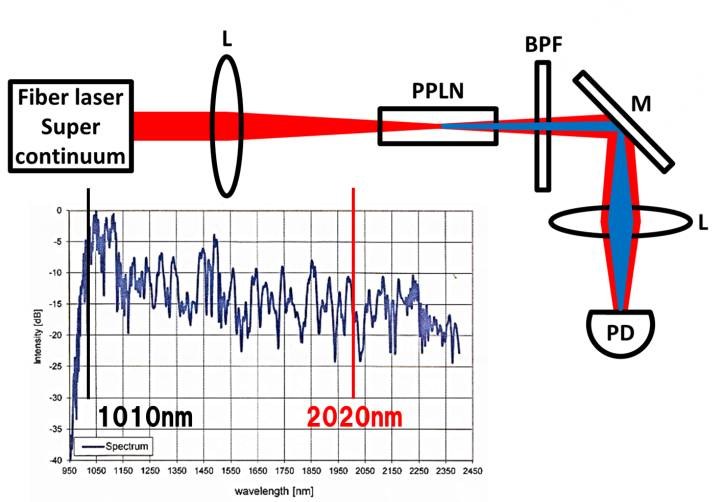 L
BPF
Fiber laser
Super
continuum
PPLN
M
L
PD
0
-5
-10
-15
-20
-25
-30
-35
-40
Intensity [dB]
1010nm
2020nm
Spectrum
950 1050 1150 1250 1350 1450 1550 1650 1750 1850 1950 2050 2150 2250 2350 2450
wavelength [nm]